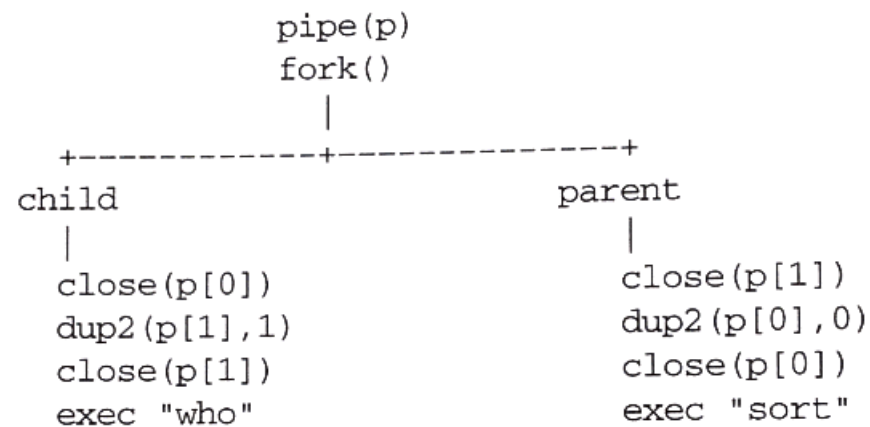 pipe(p)
fork()
|
+-------------+---------------+
child parent
| |
close(p[0]) close(p[1])
dup2(p[1],1) dup2(p[0],0)
close(p[1]) close(p[0])
exec "who" exec "sort"